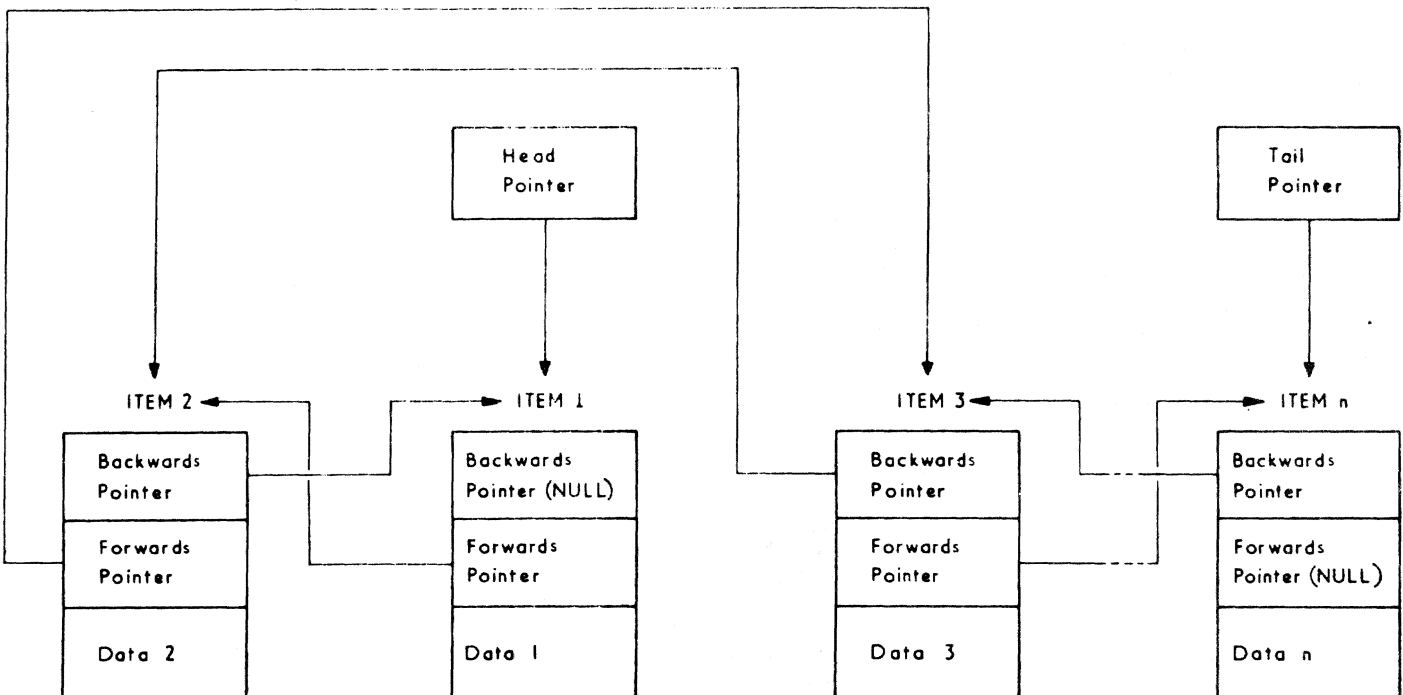 Head
Pointer
Tail
Pointer
ITEM 2
ITEM 1
ITEM 3
ITEM n
Backwards
Pointer
Forwards
Pointer
Data 2
Backwards
Pointer (NULL)
Forwards
Pointer
Data 1
Backwards
Pointer
Forwards
Pointer
Data 3
Backwards
Pointer
Forwards
Pointer (NULL)
Data n